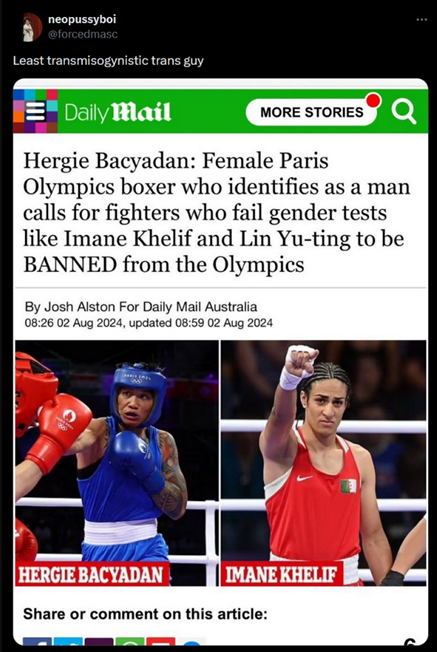 neopussyboi
@forcedmasc
Least transmisogynistic trans guy
Daily Mail
MORE STORIES
Hergie Bacyadan: Female Paris
Olympics boxer who identifies as a man
calls for fighters who fail gender tests
like Imane Khelif and Lin Yu-ting to be
BANNED from the Olympics
By Josh Alston For Daily Mail Australia
08:26 02 Aug 2024, updated 08:59 02 Aug 2024
HERGIE BACYADAN
IMANE KHELIF
Share or comment on this article: